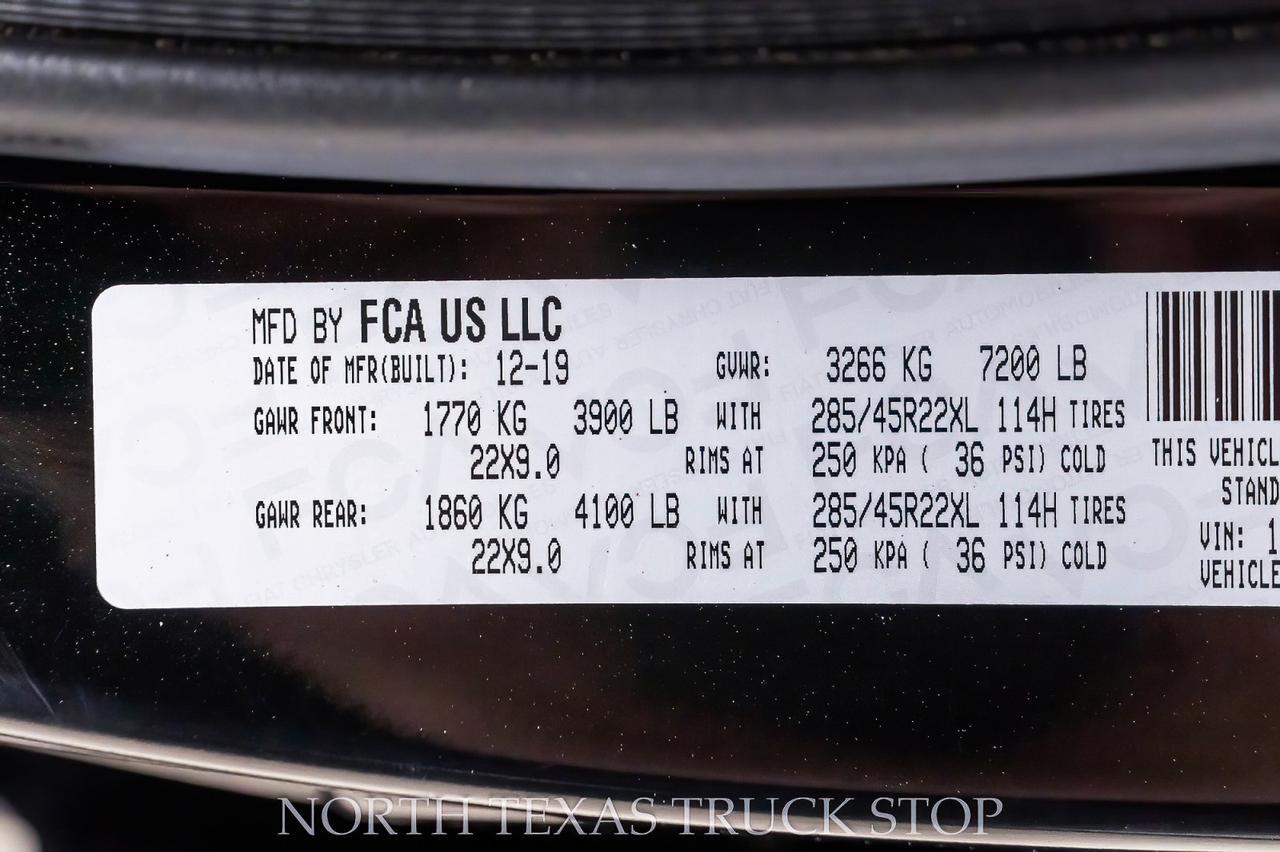 MFD BY FCA US LLC
DATE OF MFR(BUILT): 12-19 GVWR: 3266 KG 7200 LB
GAWR FRONT: 1770 KG 3900 LB WITH 285/45R22XL 114H TIRES
22X9.0 RIMS AT 250 KPA ( 36 PSI) COLD
GAWR REAR: 1860 KG 4100 LB WITH 285/45R22XL 114H TIRES
22X9.0 RIMS AT 250 KPA ( 36 PSI) COLD
THIS VEHICL
STAND
VIN: 1
VEHICLE
NORTH TEXAS TRUCK STOP